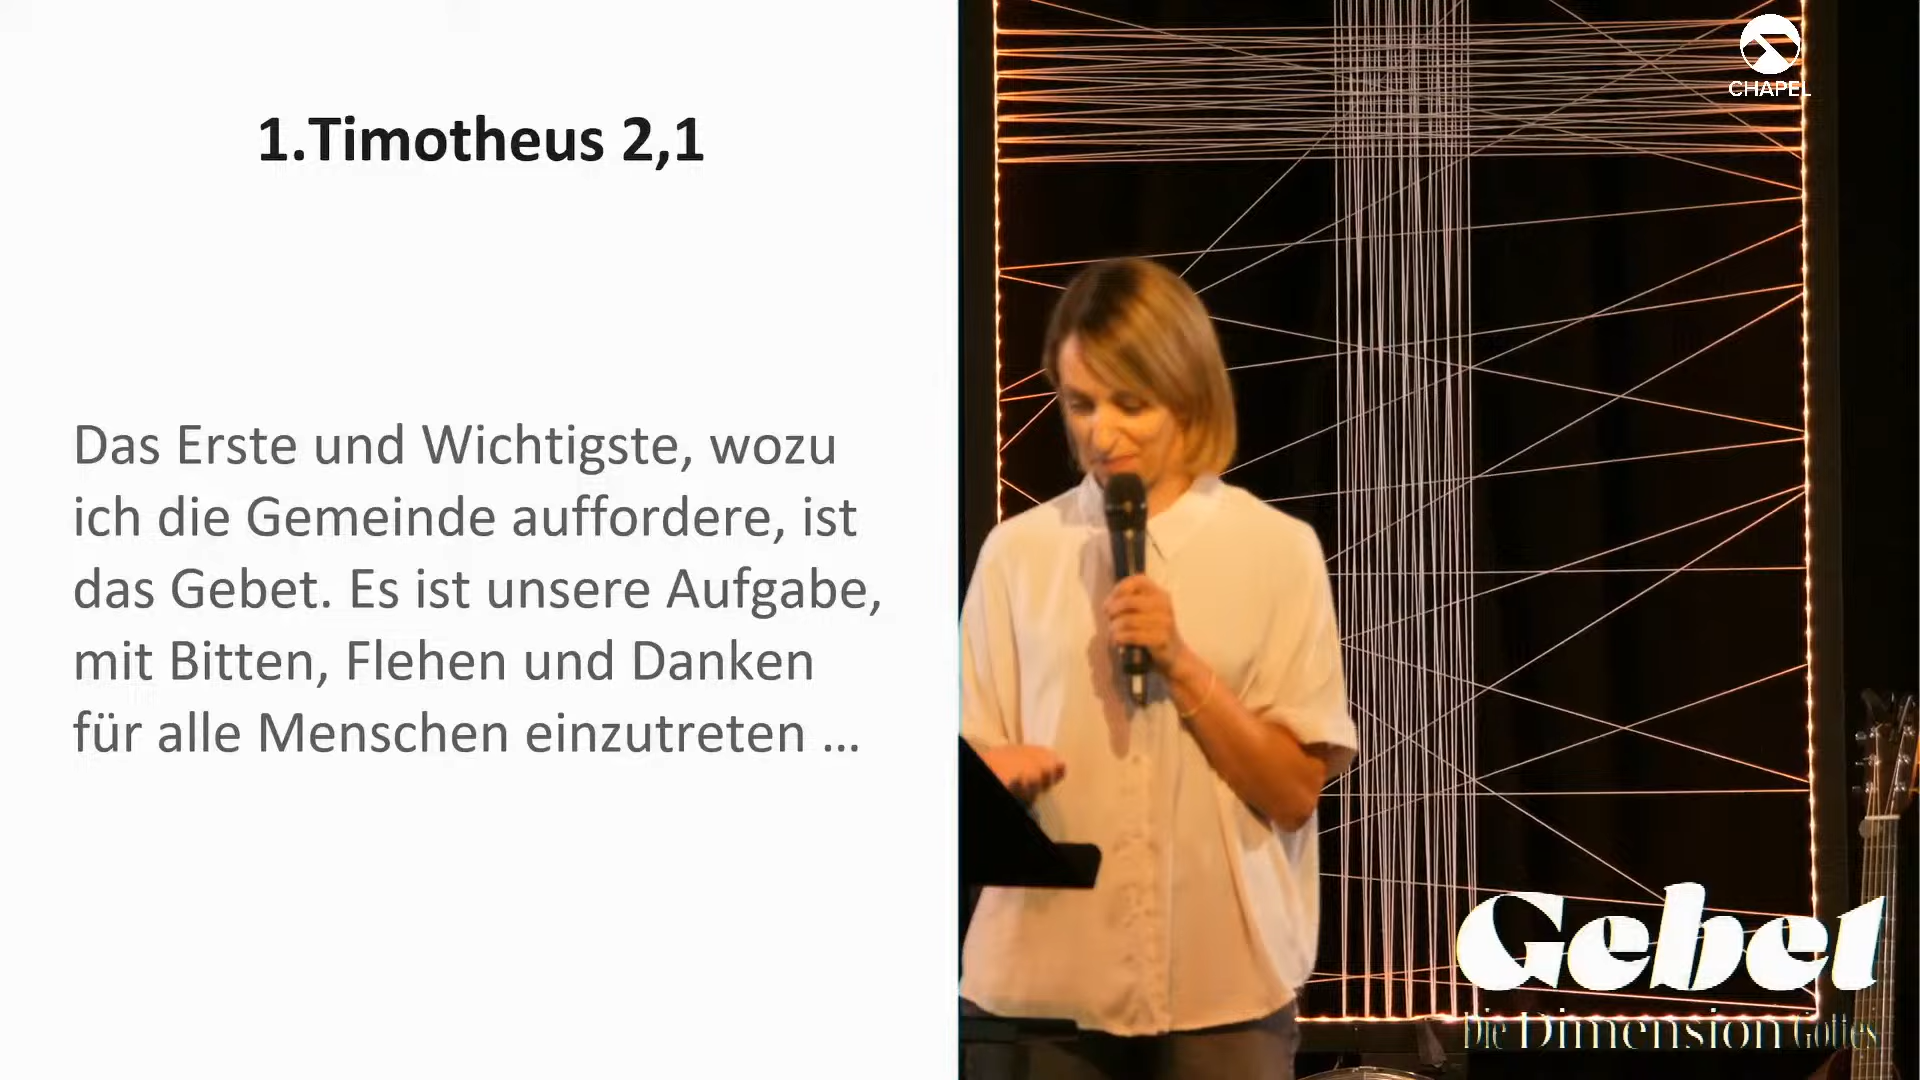 1.Timotheus 2,1
Das Erste und Wichtigste, wozu
ich die Gemeinde auffordere, ist
das Gebet. Es ist unsere Aufgabe,
mit Bitten, Flehen und Danken
für alle Menschen einzutreten ...
CHAPEL
Gebet
Die Dimension Gottes